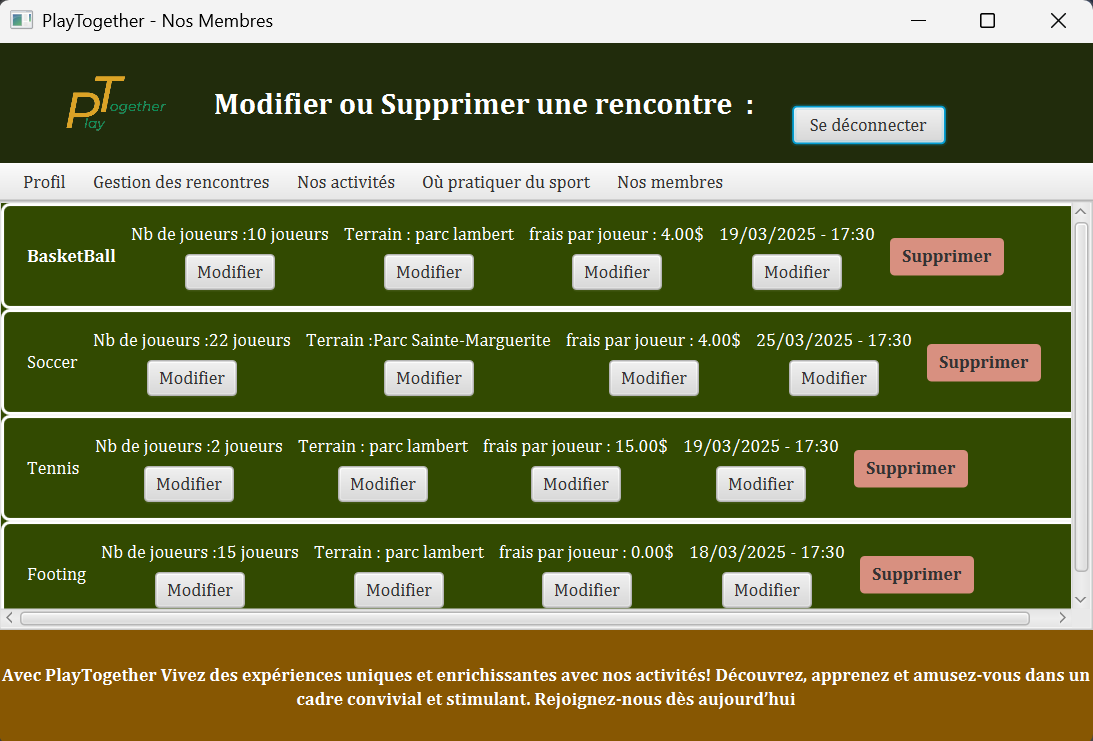 PlayTogether - Nos Membres
Play Together
Modifier ou Supprimer une rencontre :
Se déconnecter
Profil Gestion des rencontres Nos activités Où pratiquer du sport Nos membres
BasketBall
Nb de joueurs :10 joueurs Terrain : parc lambert frais par joueur : 4.00$ 19/03/2025 - 17:30
Modifier Modifier Modifier Modifier
Supprimer
Soccer
Nb de joueurs :22 joueurs Terrain :Parc Sainte-Marguerite frais par joueur : 4.00$ 25/03/2025 - 17:30
Modifier Modifier Modifier Modifier
Supprimer
Tennis
Nb de joueurs :2 joueurs Terrain : parc lambert frais par joueur : 15.00$ 19/03/2025 - 17:30
Modifier Modifier Modifier Modifier
Supprimer
Footing
Nb de joueurs :15 joueurs Terrain : parc lambert frais par joueur : 0.00$ 18/03/2025 - 17:30
Modifier Modifier Modifier Modifier
Supprimer
Avec PlayTogether Vivez des expériences uniques et enrichissantes avec nos activités! Découvrez, apprenez et amusez-vous dans un
cadre convivial et stimulant. Rejoignez-nous dès aujourd’hui